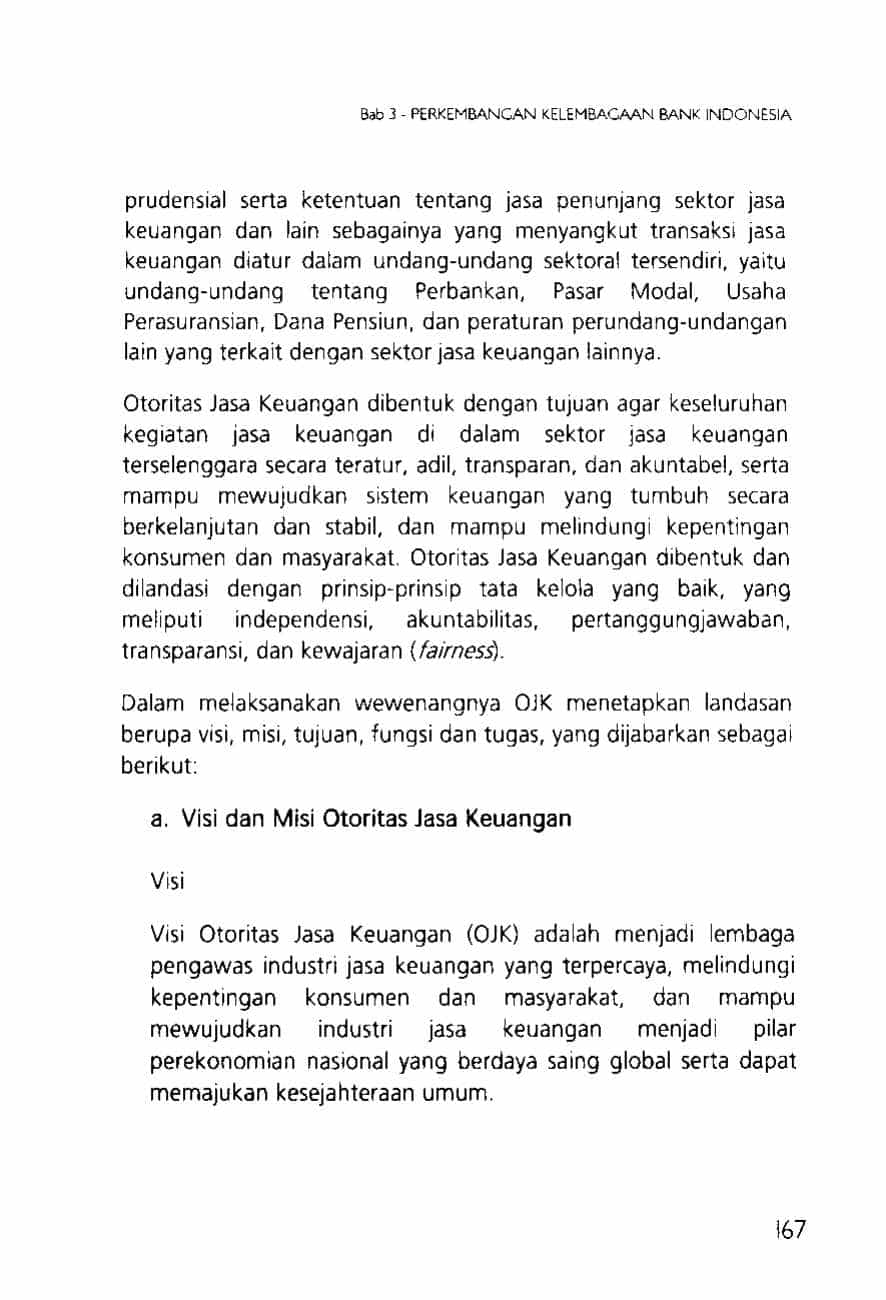 Bab 3 - PERKEMBANGAN KELEMBAGAAN BANK INDONESIA
prudensial serta ketentuan tentang jasa penunjang sektor jasa
keuangan dan lain sebagainya yang menyangkut transaksi jasa
keuangan diatur dalam undang-undang sektoral tersendiri, yaitu
undang-undang tentang Perbankan, Pasar Modal, Usaha
Perasuransian, Dana Pensiun, dan peraturan perundang-undangan
lain yang terkait dengan sektor jasa keuangan lainnya.
Otoritas Jasa Keuangan dibentuk dengan tujuan agar keseluruhan
kegiatan jasa keuangan di dalam sektor jasa keuangan
terselenggara secara teratur, adil, transparan, dan akuntabel, serta
mampu mewujudkan sistem keuangan yang tumbuh secara
berkelanjutan dan stabil, dan mampu melindungi kepentingan
konsumen dan masyarakat. Otoritas Jasa Keuangan dibentuk dan
dilandasi dengan prinsip-prinsip tata kelola yang baik, yang
meliputi independensi, akuntabilitas, pertanggungjawaban,
transparansi, dan kewajaran (fairness).
Dalam melaksanakan wewenangnya OJK menetapkan landasan
berupa visi, misi, tujuan, fungsi dan tugas, yang dijabarkan sebagai
berikut:
a. Visi dan Misi Otoritas Jasa Keuangan
Visi
Visi Otoritas Jasa Keuangan (OJK) adalah menjadi lembaga
pengawas industri jasa keuangan yang terpercaya, melindungi
kepentingan konsumen dan masyarakat, dan mampu
mewujudkan industri jasa keuangan menjadi pilar
perekonomian nasional yang berdaya saing global serta dapat
memajukan kesejahteraan umum.
167